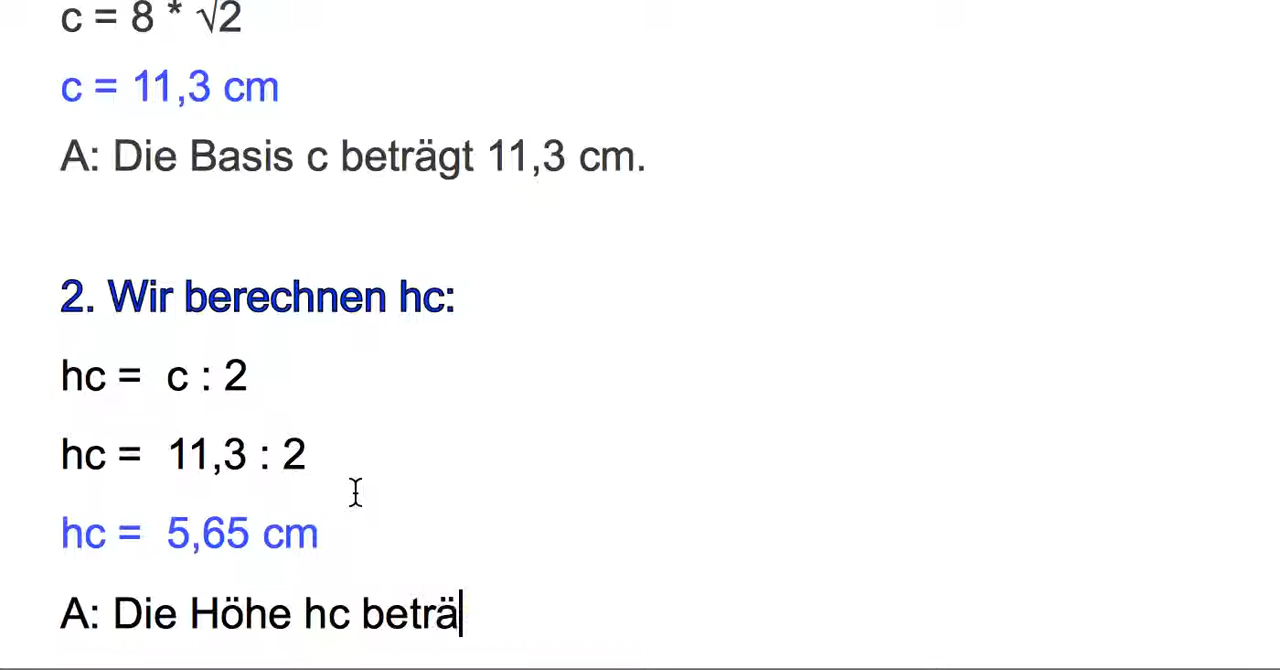 c = 8 * √2
c = 11,3 cm
A: Die Basis c beträgt 11,3 cm.
2. Wir berechnen hc:
hc = c : 2
hc = 11,3 : 2
hc = 5,65 cm
A: Die Höhe hc beträ